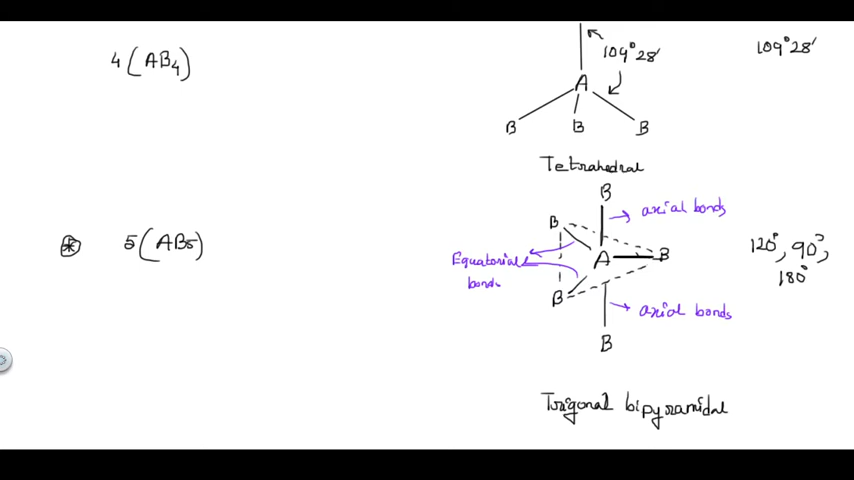 4(AB4)
109°28′
109°28′
A
B
B
B
Tetrahedral
5(AB5)
B
axial bonds
B
Equatorial
bonds
A
B
120°, 90°,
180°
B
axial bonds
B
Trigonal bipyramidal